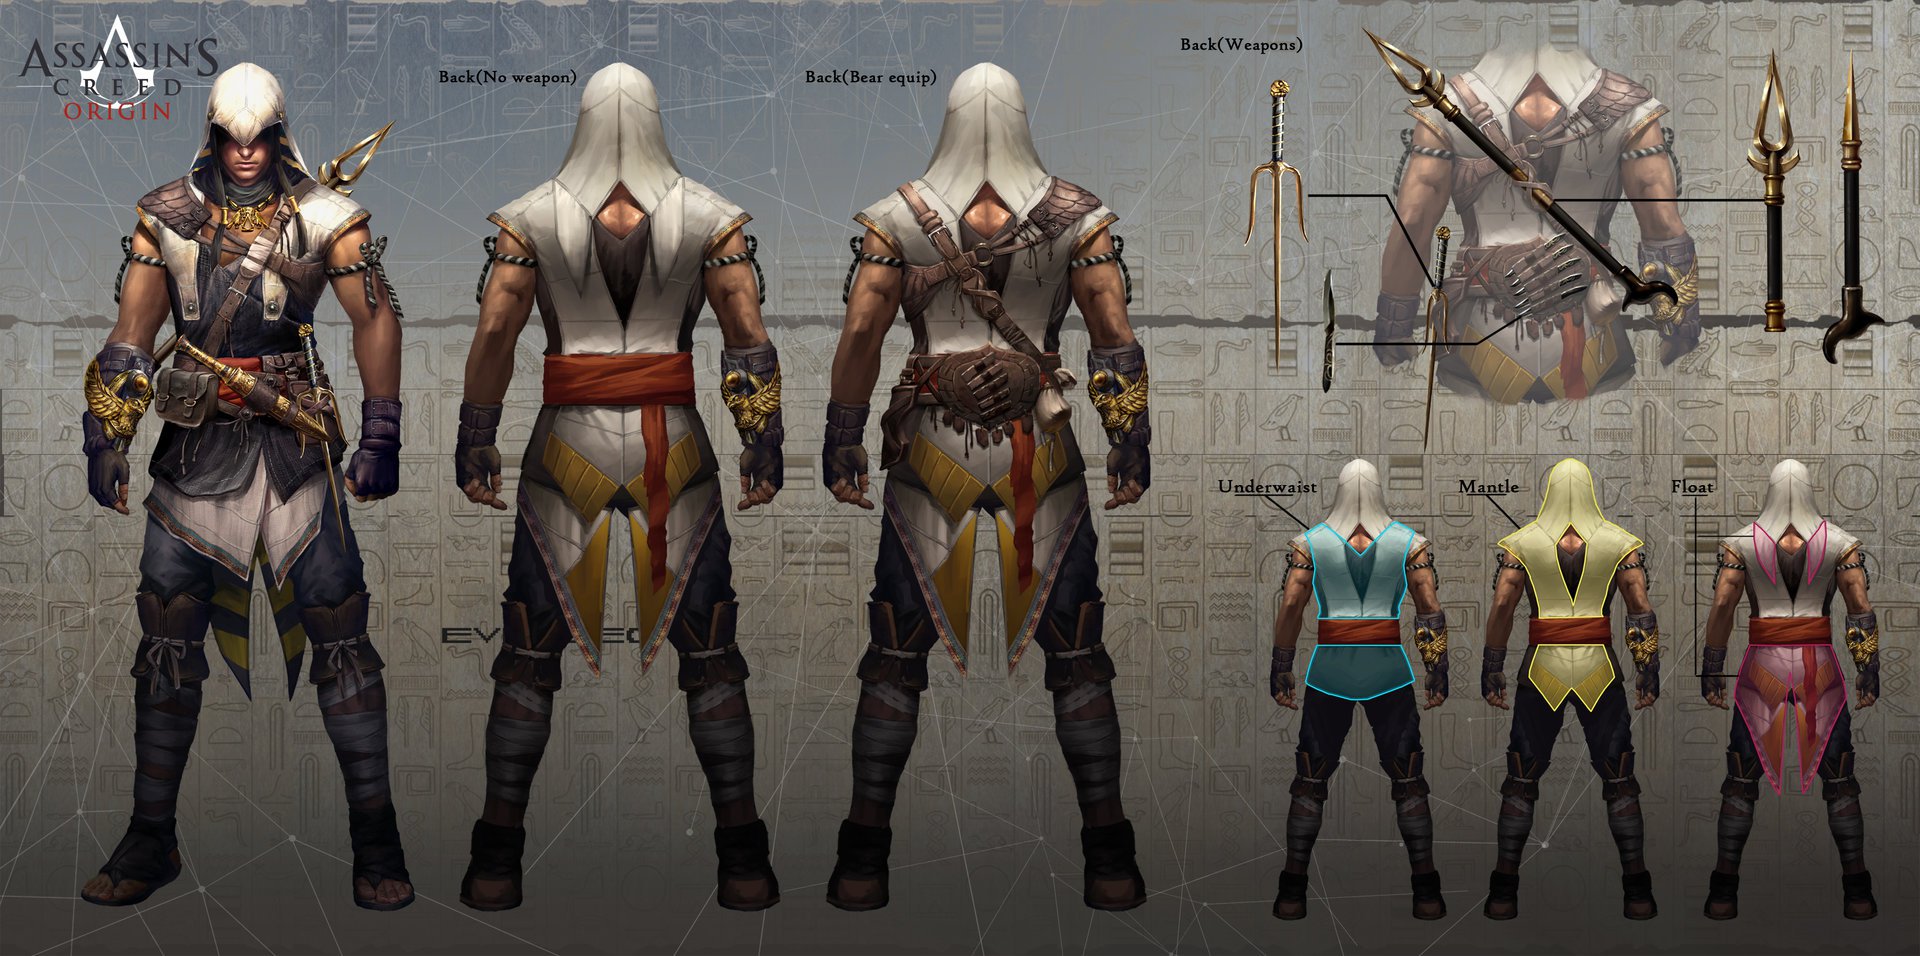 ASSASSIN'S
CREED
ORIGIN
Back(No weapon)
Back(Bear equip)
Back(Weapons)
Underwaist
Mantle
Float